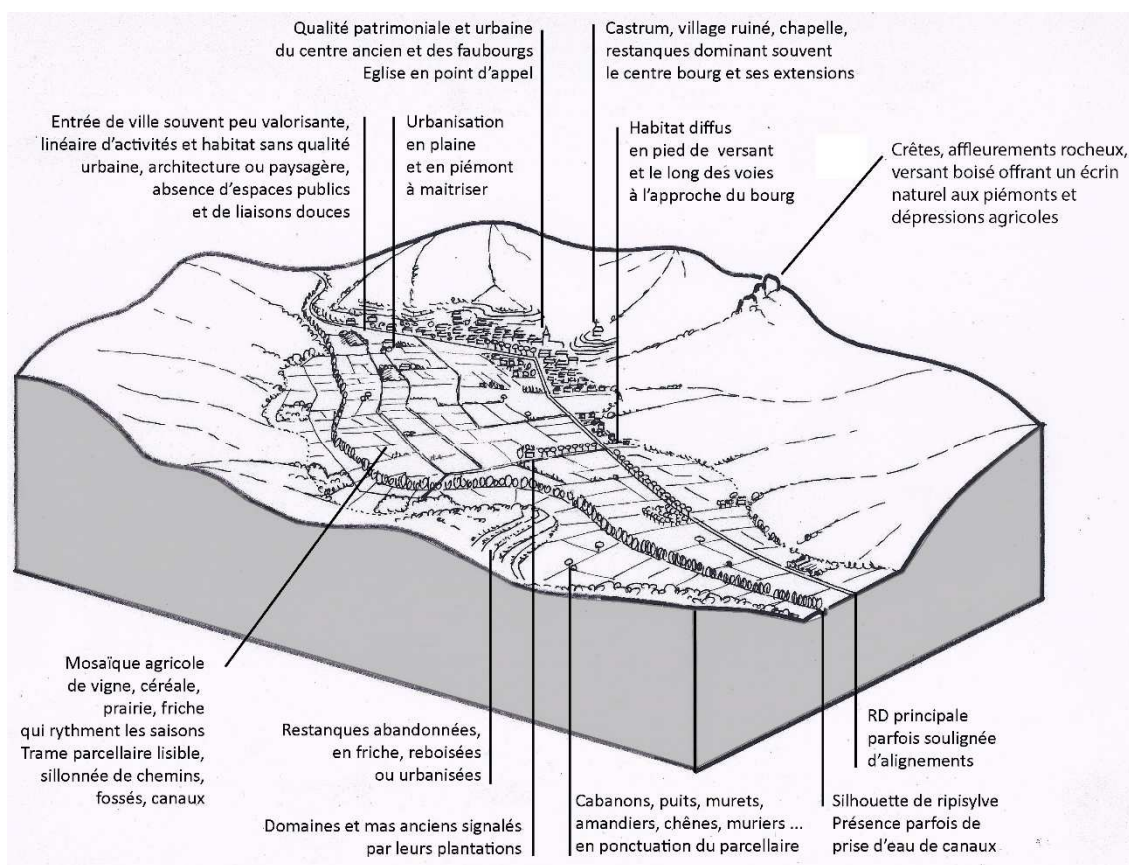 Qualité patrimoniale et urbaine
du centre ancien et des faubourgs
Eglise en point d'appel
Castrum, village ruiné, chapelle,
restanques dominant souvent
le centre bourg et ses extensions
Entrée de ville souvent peu valorisante,
linéaire d'activités et habitat sans qualité
urbaine, architecture ou paysagère,
absence d'espaces publics
et de liaisons douces
Urbanisation
en plaine
et en piémont
à maitriser
Habitat diffus
en pied de versant
et le long des voies
à l'approche du bourg
Crêtes, affleurements rocheux,
versant boisé offrant un écrin
naturel aux piémonts et
dépressions agricoles
Mosaïque agricole
de vigne, céréale,
prairie, friche
qui rythment les saisons
Trame parcellaire lisible,
sillonnée de chemins,
fossés, canaux
Restanques abandonnées,
en friche, reboisées
ou urbanisées
Domaines et mas anciens signalés
par leurs plantations
Cabanons, puits, murets,
amandiers, chênes, muriers ...
en ponctuation du parcellaire
RD principale
parfois soulignée
d'alignements
Silhouette de ripisylve
Présence parfois de
prise d'eau de canaux